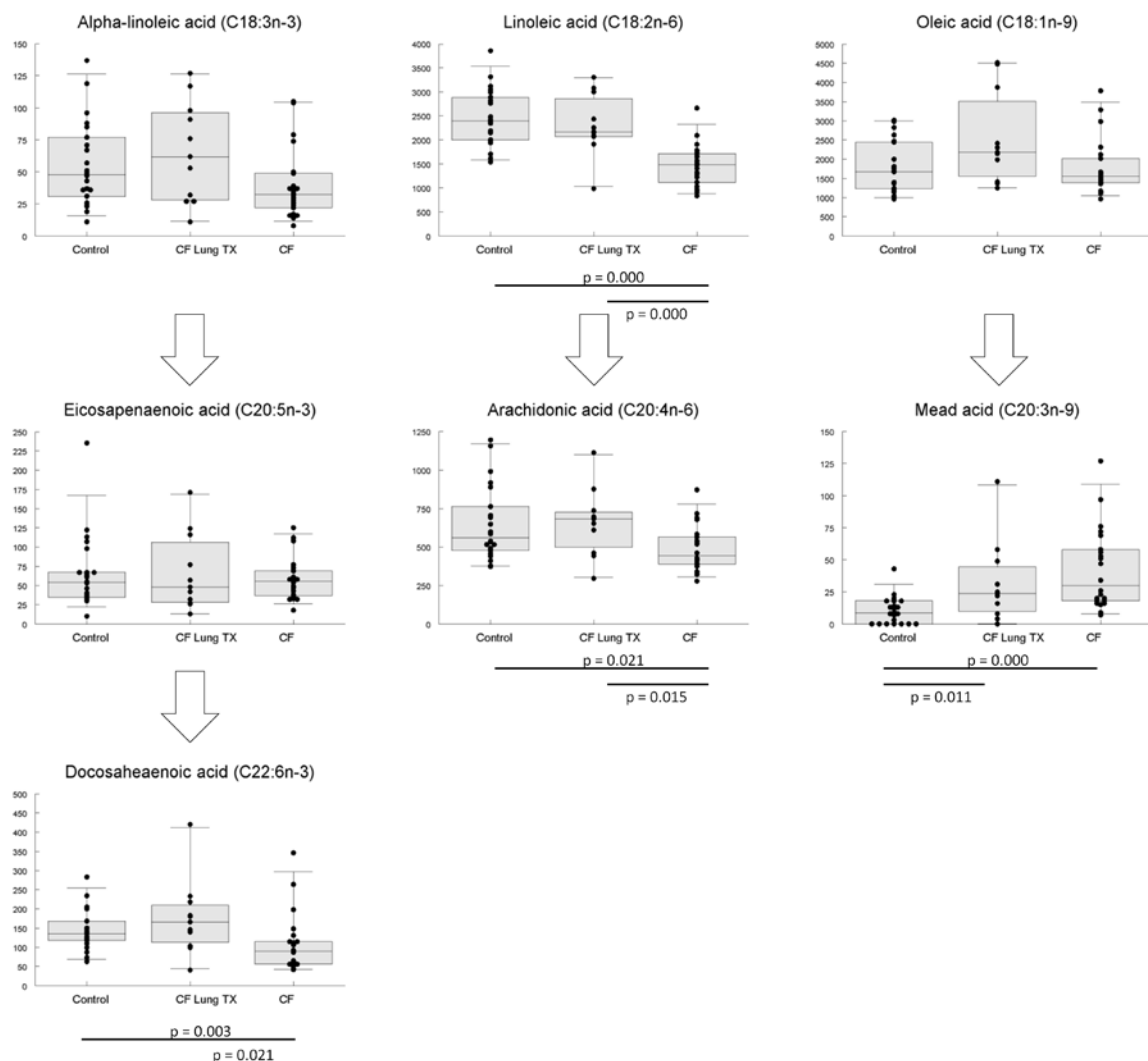 Alpha-linoleic acid (C18:3n-3)
150
125
100
75
50
25
0
Control CF Lung TX CF
Linoleic acid (C18:2n-6)
4000
3500
3000
2500
2000
1500
1000
500
0
Control CF Lung TX CF
p = 0.000
p = 0.000
Oleic acid (C18:1n-9)
5000
4500
4000
3500
3000
2500
2000
1500
1000
500
0
Control CF Lung TX CF
Eicosapenaenoic acid (C20:5n-3)
250
225
200
175
150
125
100
75
50
25
0
Control CF Lung TX CF
Arachidonic acid (C20:4n-6)
1250
1000
750
500
250
0
Control CF Lung TX CF
p = 0.021
p = 0.015
Mead acid (C20:3n-9)
150
125
100
75
50
25
0
Control CF Lung TX CF
p = 0.000
p = 0.011
Docosaheaenoic acid (C22:6n-3)
500
450
400
350
300
250
200
150
100
50
0
Control CF Lung TX CF
p = 0.003
p = 0.021